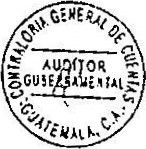 CONTRALORIA GENERAL DE CUENTAS
AUDITOR
GUBERNAMENTAL
GUATEMALA, C.A.